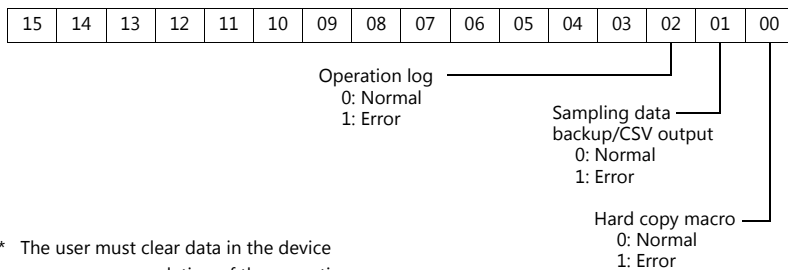 15 14 13 12 11 10 09 08 07 06 05 04 03 02 01 00
Operation log
0: Normal
1: Error
Sampling data
backup/CSV output
0: Normal
1: Error
Hard copy macro
0: Normal
1: Error
* The user must clear data in the device